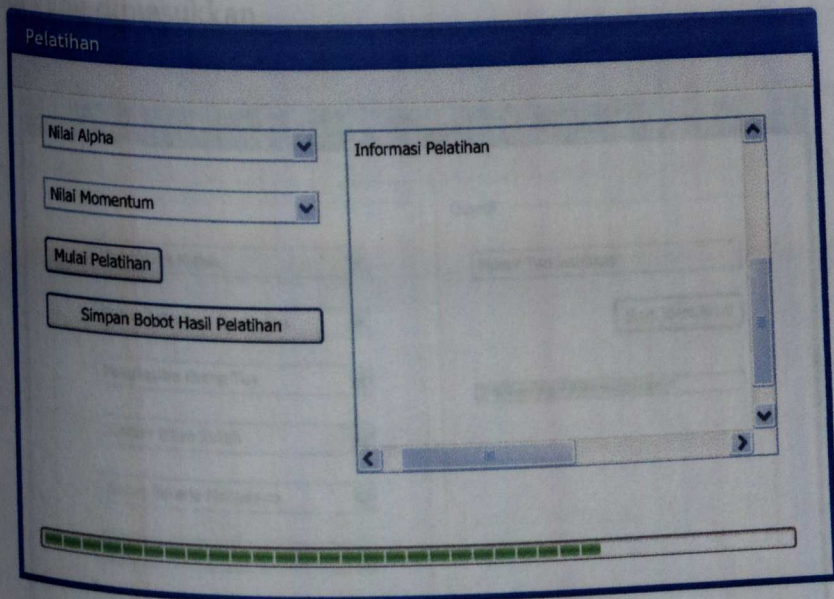 Pelatihan
Nilai Alpha
Nilai Momentum
Mulai Pelatihan
Simpan Bobot Hasil Pelatihan
Informasi Pelatihan